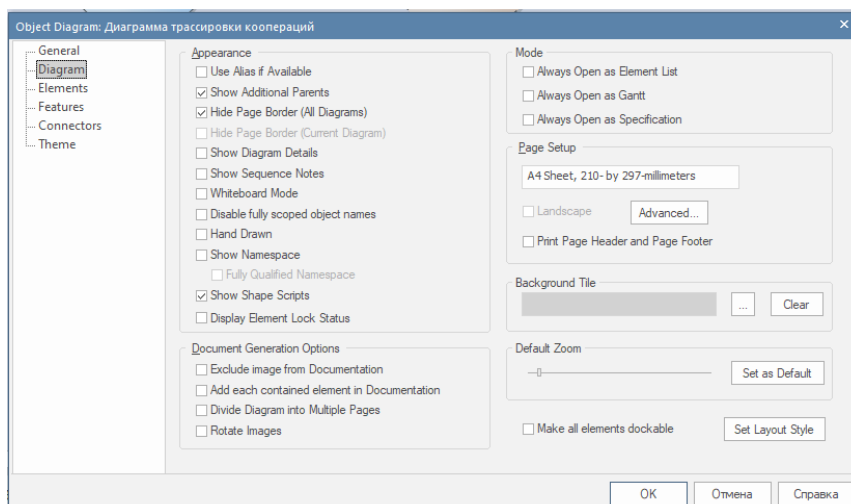 Object Diagram: Диаграмма трассировки коопераций
General
Diagram
Elements
Features
Connectors
Theme
Appearance
Use Alias if Available
Show Additional Parents
Hide Page Border (All Diagrams)
Hide Page Border (Current Diagram)
Show Diagram Details
Show Sequence Notes
Whiteboard Mode
Disable fully scoped object names
Hand Drawn
Show Namespace
Fully Qualified Namespace
Show Shape Scripts
Display Element Lock Status
Document Generation Options
Exclude image from Documentation
Add each contained element in Documentation
Divide Diagram into Multiple Pages
Rotate Images
Mode
Always Open as Element List
Always Open as Gantt
Always Open as Specification
Page Setup
A4 Sheet, 210- by 297-millimeters
Landscape
Advanced...
Print Page Header and Page Footer
Background Tile
...
Clear
Default Zoom
Set as Default
Make all elements dockable
Set Layout Style
OK
Отмена
Справка